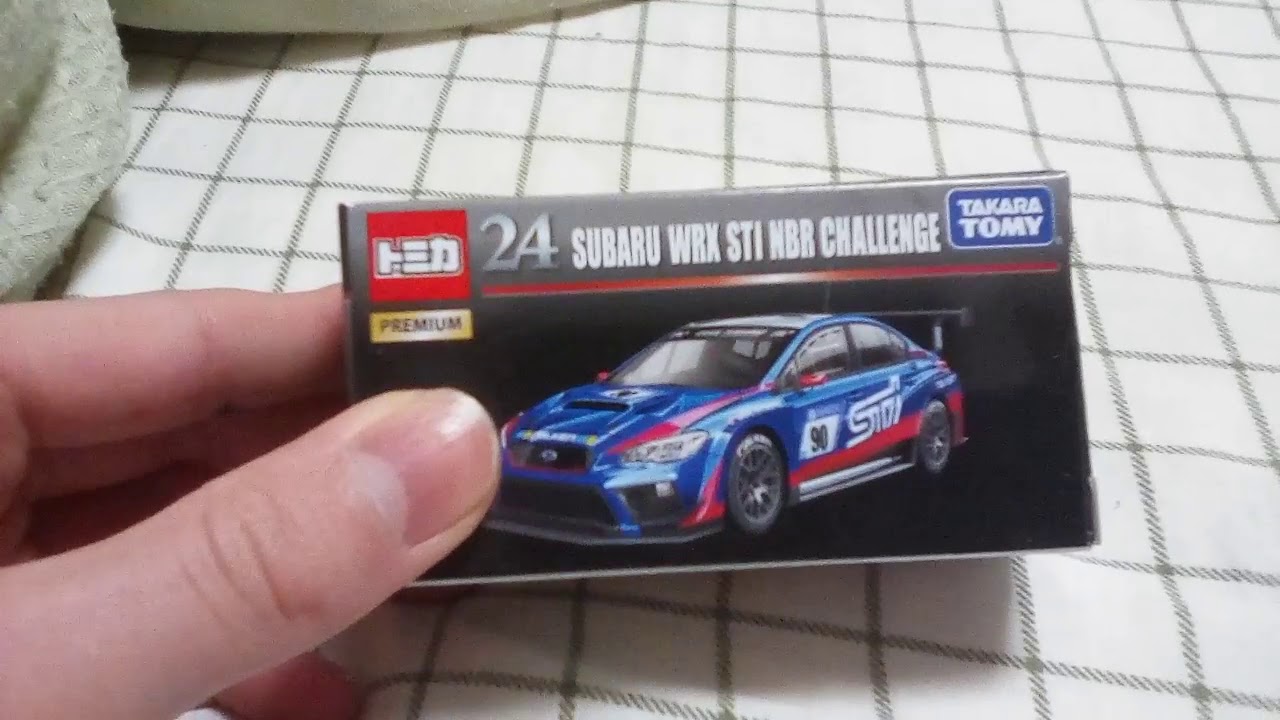 トミカ
PREMIUM
24 SUBARU WRX STI NBR CHALLENGE
TAKARA
TOMY
90
STI